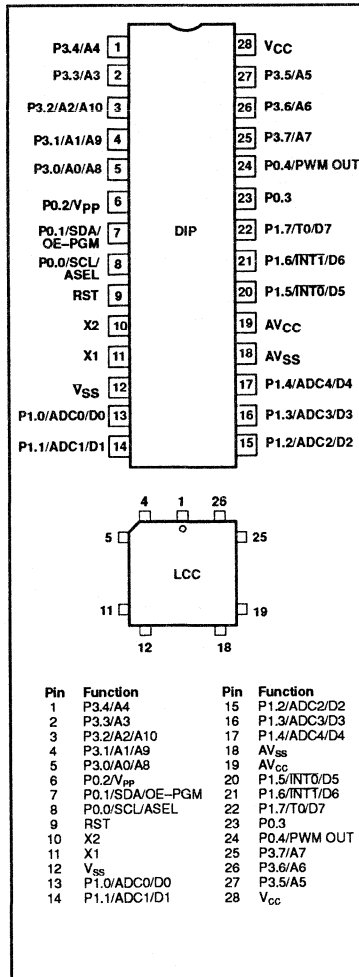 P3.4/A4 1 28 VCC
P3.3/A3 2 27 P3.5/A5
P3.2/A2/A10 3 26 P3.6/A6
P3.1/A1/A9 4 25 P3.7/A7
P3.0/A0/A8 5 24 P0.4/PWM OUT
P0.2/VPP 6 23 P0.3
DIP
P0.1/SDA/
OE–PGM 7 22 P1.7/T0/D7
P0.0/SCL/
ASEL 8 21 P1.6/INT1/D6
RST 9 20 P1.5/INT0/D5
X2 10 19 AVCC
X1 11 18 AVSS
VSS 12 17 P1.4/ADC4/D4
P1.0/ADC0/D0 13 16 P1.3/ADC3/D3
P1.1/ADC1/D1 14 15 P1.2/ADC2/D2
4 1 26
5 25
LCC
11 19
12 18
Pin Function Pin Function
1 P3.4/A4 15 P1.2/ADC2/D2
2 P3.3/A3 16 P1.3/ADC3/D3
3 P3.2/A2/A10 17 P1.4/ADC4/D4
4 P3.1/A1/A9 18 AVSS
5 P3.0/A0/A8 19 AVCC
6 P0.2/VPP 20 P1.5/INT0/D5
7 P0.1/SDA/OE–PGM 21 P1.6/INT1/D6
8 P0.0/SCL/ASEL 22 P1.7/T0/D7
9 RST 23 P0.3
10 X2 24 P0.4/PWM OUT
11 X1 25 P3.7/A7
12 VSS 26 P3.6/A6
13 P1.0/ADC0/D0 27 P3.5/A5
14 P1.1/ADC1/D1 28 VCC